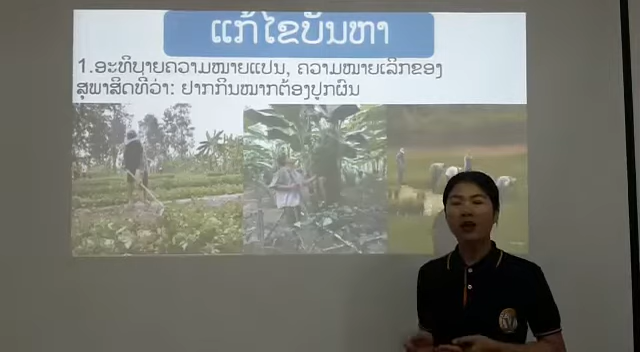 ແກ້ໄຂບັນຫາ
1.ອະທິບາຍຄວາມໝາຍແປນ, ຄວາມໝາຍເລິກຂອງ
ສຸພາສິດທີ່ວ່າ: ຢາກກິນໝາກຕ້ອງປູກຜົນ